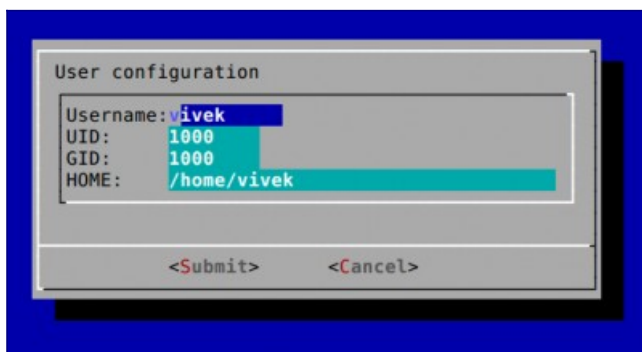 User configuration
Username:vivek
UID: 1000
GID: 1000
HOME: /home/vivek
<Submit> <Cancel>